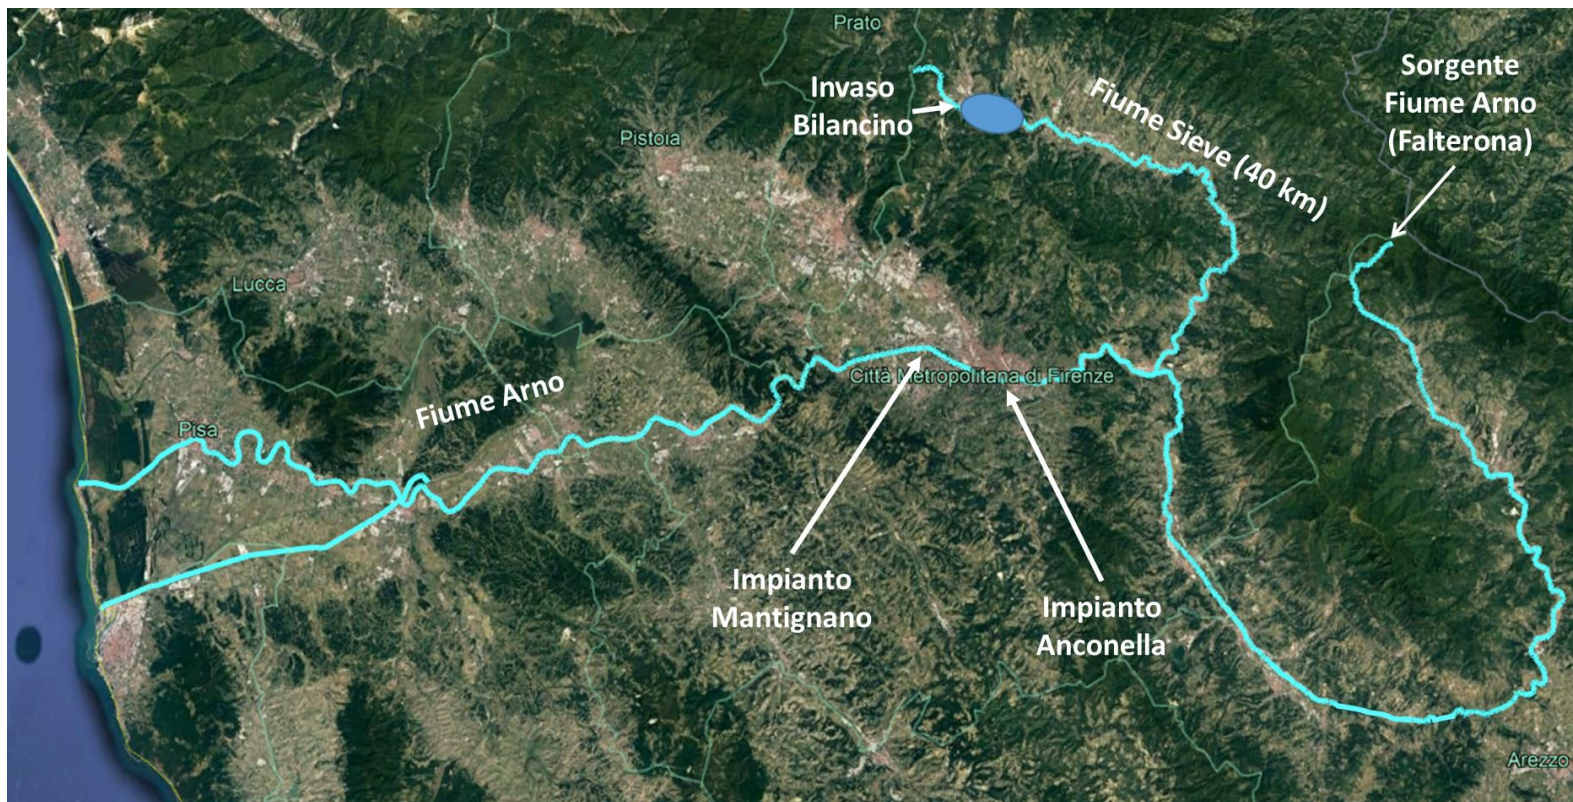 Prato
Sorgente
Fiume Arno
(Falterona)
Invaso
Bilancino
Fiume Sieve (40 km)
Pistoia
Lucca
Città Metropolitana di Firenze
Fiume Arno
Pisa
Impianto
Mantignano
Impianto
Anconella
Arezzo